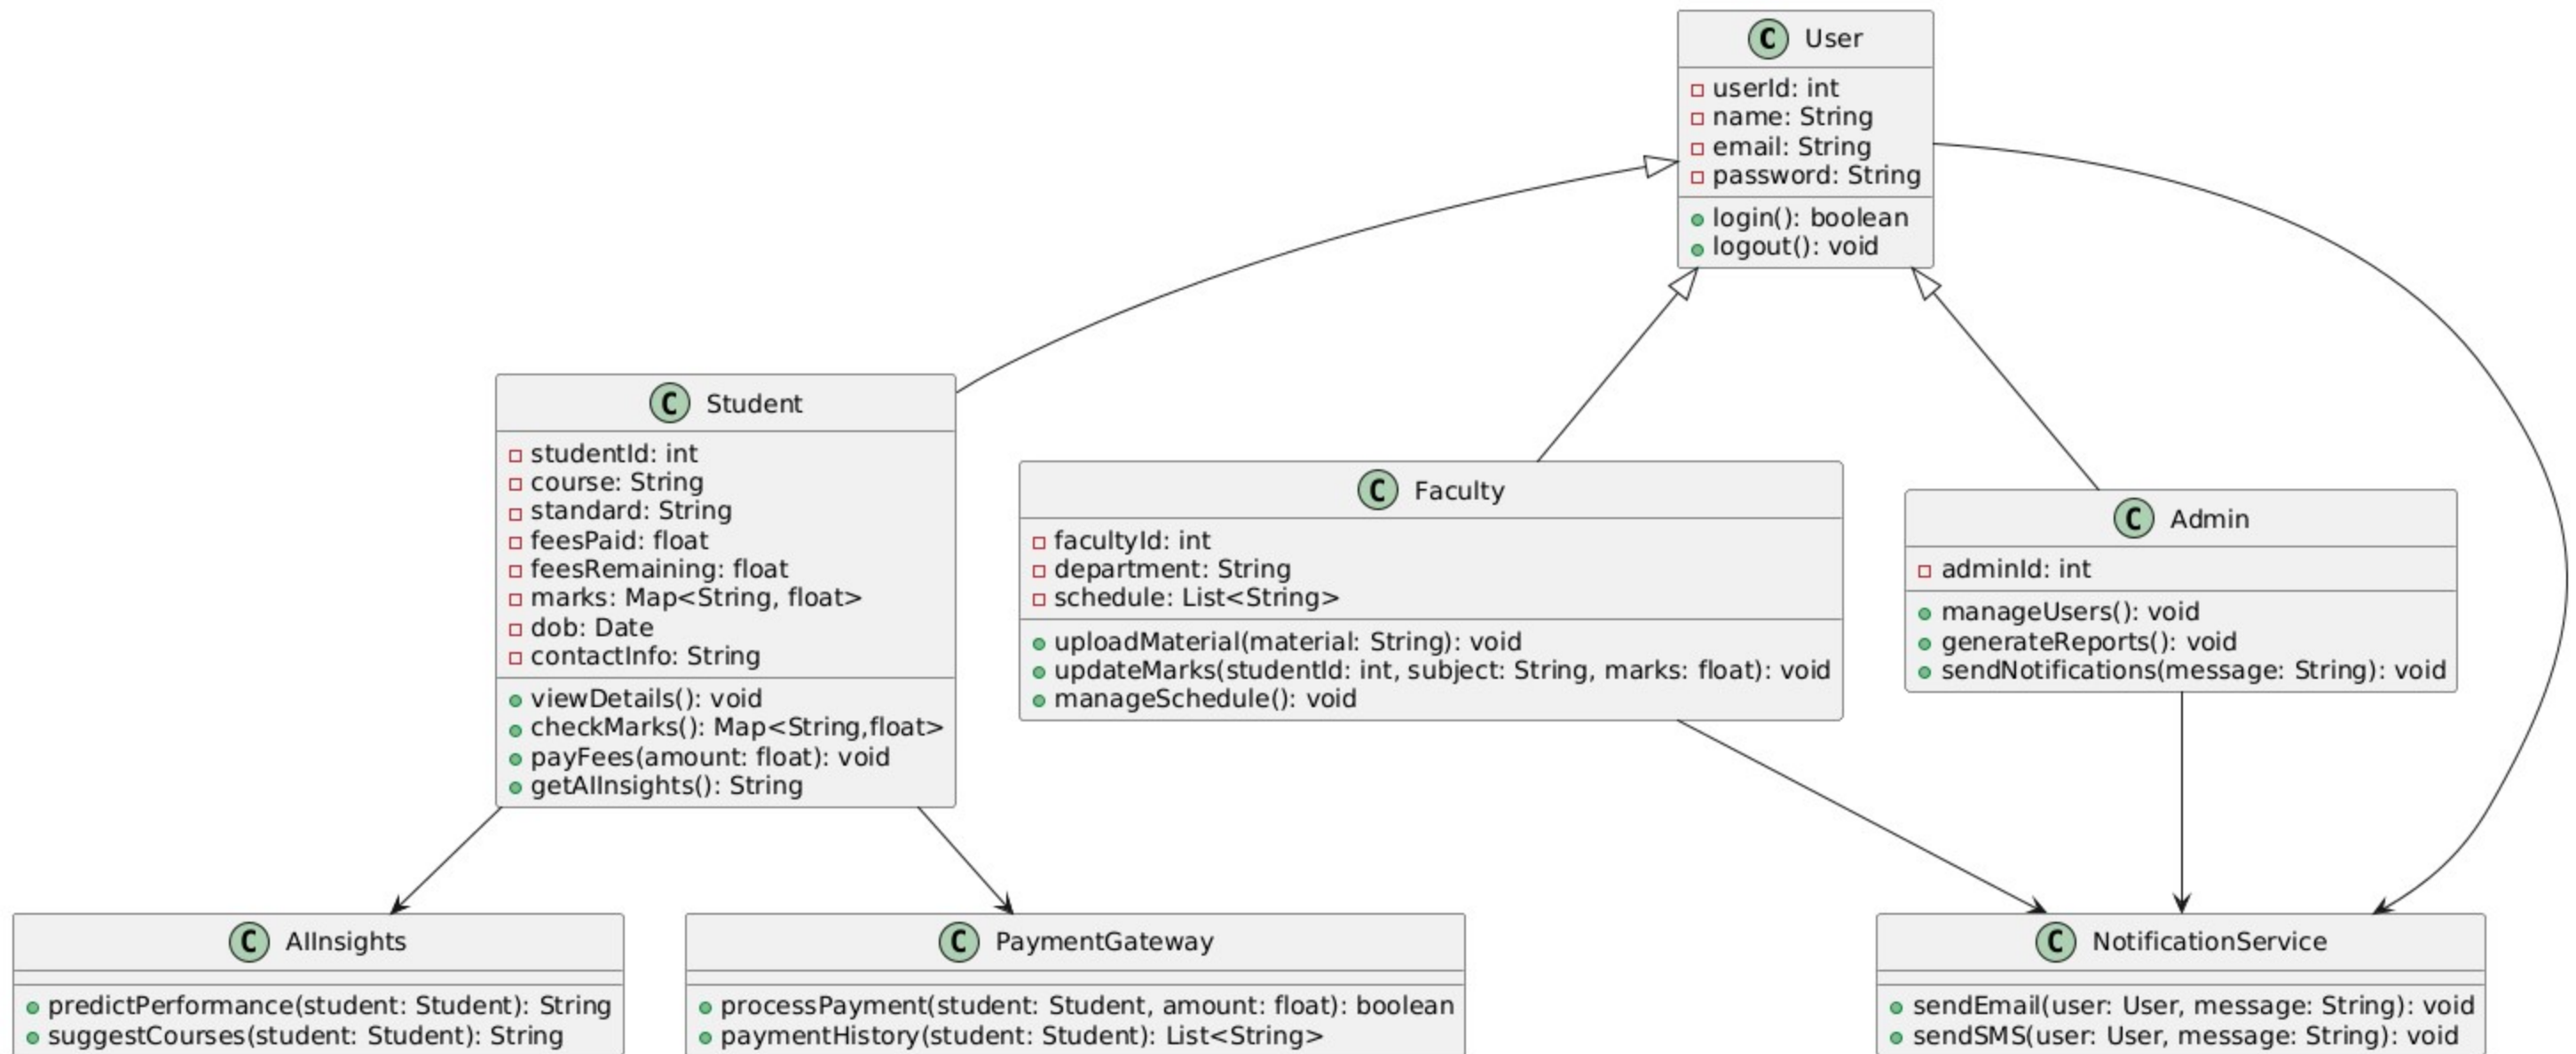 C User
userId: int
name: String
email: String
password: String
login(): boolean
logout(): void
C Student
studentId: int
course: String
standard: String
feesPaid: float
feesRemaining: float
marks: Map<String, float>
dob: Date
contactInfo: String
viewDetails(): void
checkMarks(): Map<String,float>
payFees(amount: float): void
getAIInsights(): String
C Faculty
facultyId: int
department: String
schedule: List<String>
uploadMaterial(material: String): void
updateMarks(studentId: int, subject: String, marks: float): void
manageSchedule(): void
C Admin
adminId: int
manageUsers(): void
generateReports(): void
sendNotifications(message: String): void
C AIInsights
predictPerformance(student: Student): String
suggestCourses(student: Student): String
C PaymentGateway
processPayment(student: Student, amount: float): boolean
paymentHistory(student: Student): List<String>
C NotificationService
sendEmail(user: User, message: String): void
sendSMS(user: User, message: String): void